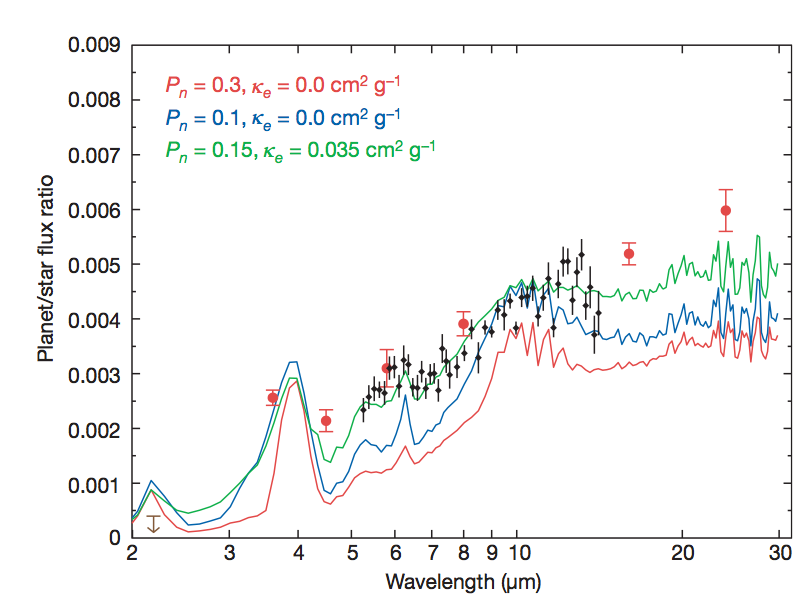 0.009
0.008
0.007
0.006
0.005
0.004
0.003
0.002
0.001
0
Planet/star flux ratio
Pₙ = 0.3, κₑ = 0.0 cm² g⁻¹
Pₙ = 0.1, κₑ = 0.0 cm² g⁻¹
Pₙ = 0.15, κₑ = 0.035 cm² g⁻¹
2 3 4 5 6 7 8 9 10 20 30
Wavelength (μm)